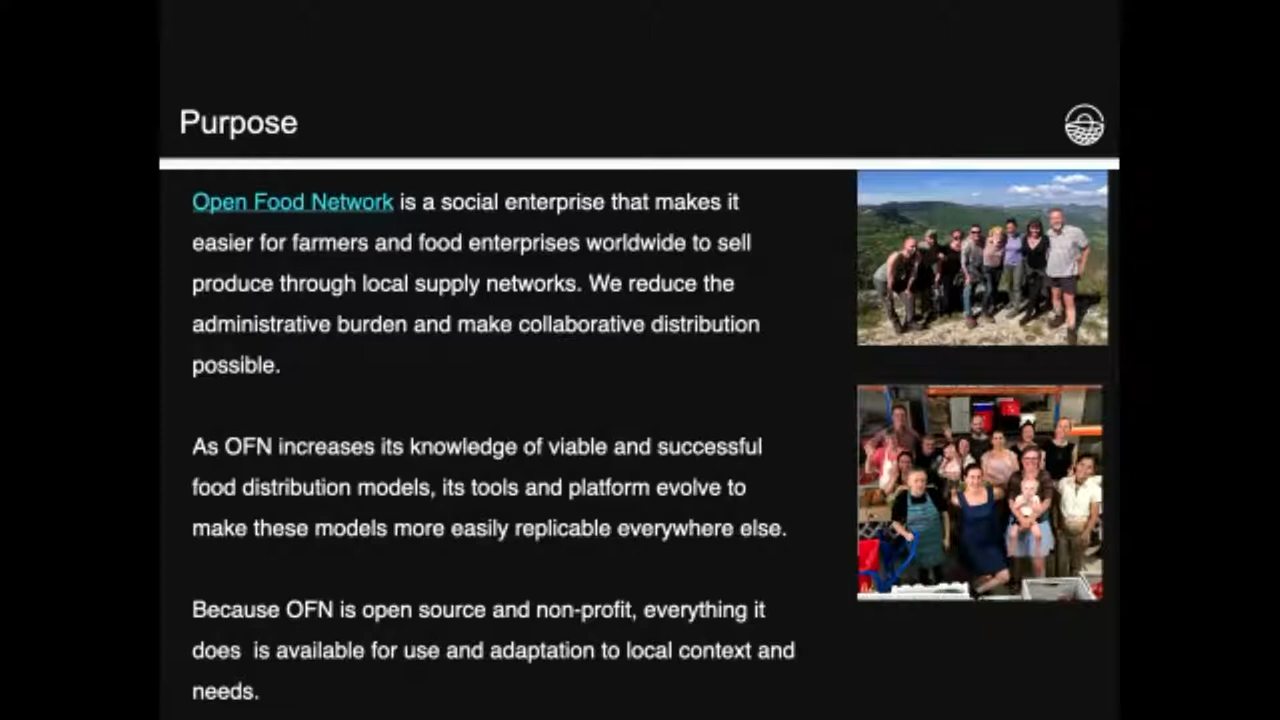 Purpose
Open Food Network is a social enterprise that makes it
easier for farmers and food enterprises worldwide to sell
produce through local supply networks. We reduce the
administrative burden and make collaborative distribution
possible.
As OFN increases its knowledge of viable and successful
food distribution models, its tools and platform evolve to
make these models more easily replicable everywhere else.
Because OFN is open source and non-profit, everything it
does  is available for use and adaptation to local context and
needs.